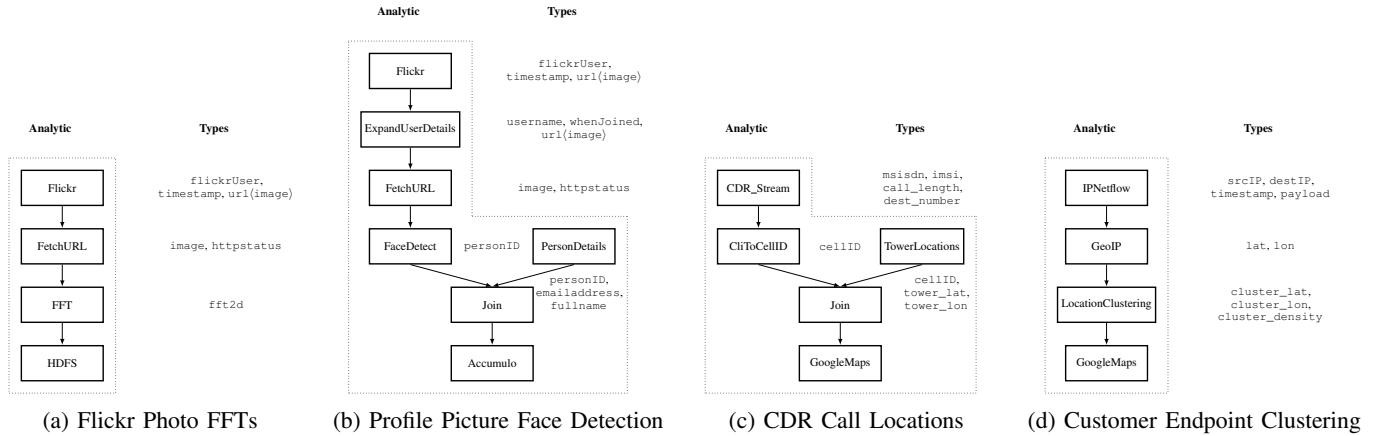 Analytic Types
Flickr
flickrUser,
timestamp, url⟨image⟩
FetchURL
image, httpstatus
FFT
fft2d
HDFS
(a) Flickr Photo FFTs
Analytic Types
Flickr
flickrUser,
timestamp, url⟨image⟩
ExpandUserDetails
username, whenJoined,
url⟨image⟩
FetchURL
image, httpstatus
FaceDetect
personID
PersonDetails
personID,
emailaddress,
fullname
Join
Accumulo
(b) Profile Picture Face Detection
Analytic Types
CDR_Stream
msisdn, imsi,
call_length,
dest_number
CliToCellID
cellID
TowerLocations
cellID,
tower_lat,
tower_lon
Join
GoogleMaps
(c) CDR Call Locations
Analytic Types
IPNetflow
srcIP, destIP,
timestamp, payload
GeoIP
lat, lon
LocationClustering
cluster_lat,
cluster_lon,
cluster_density
GoogleMaps
(d) Customer Endpoint Clustering